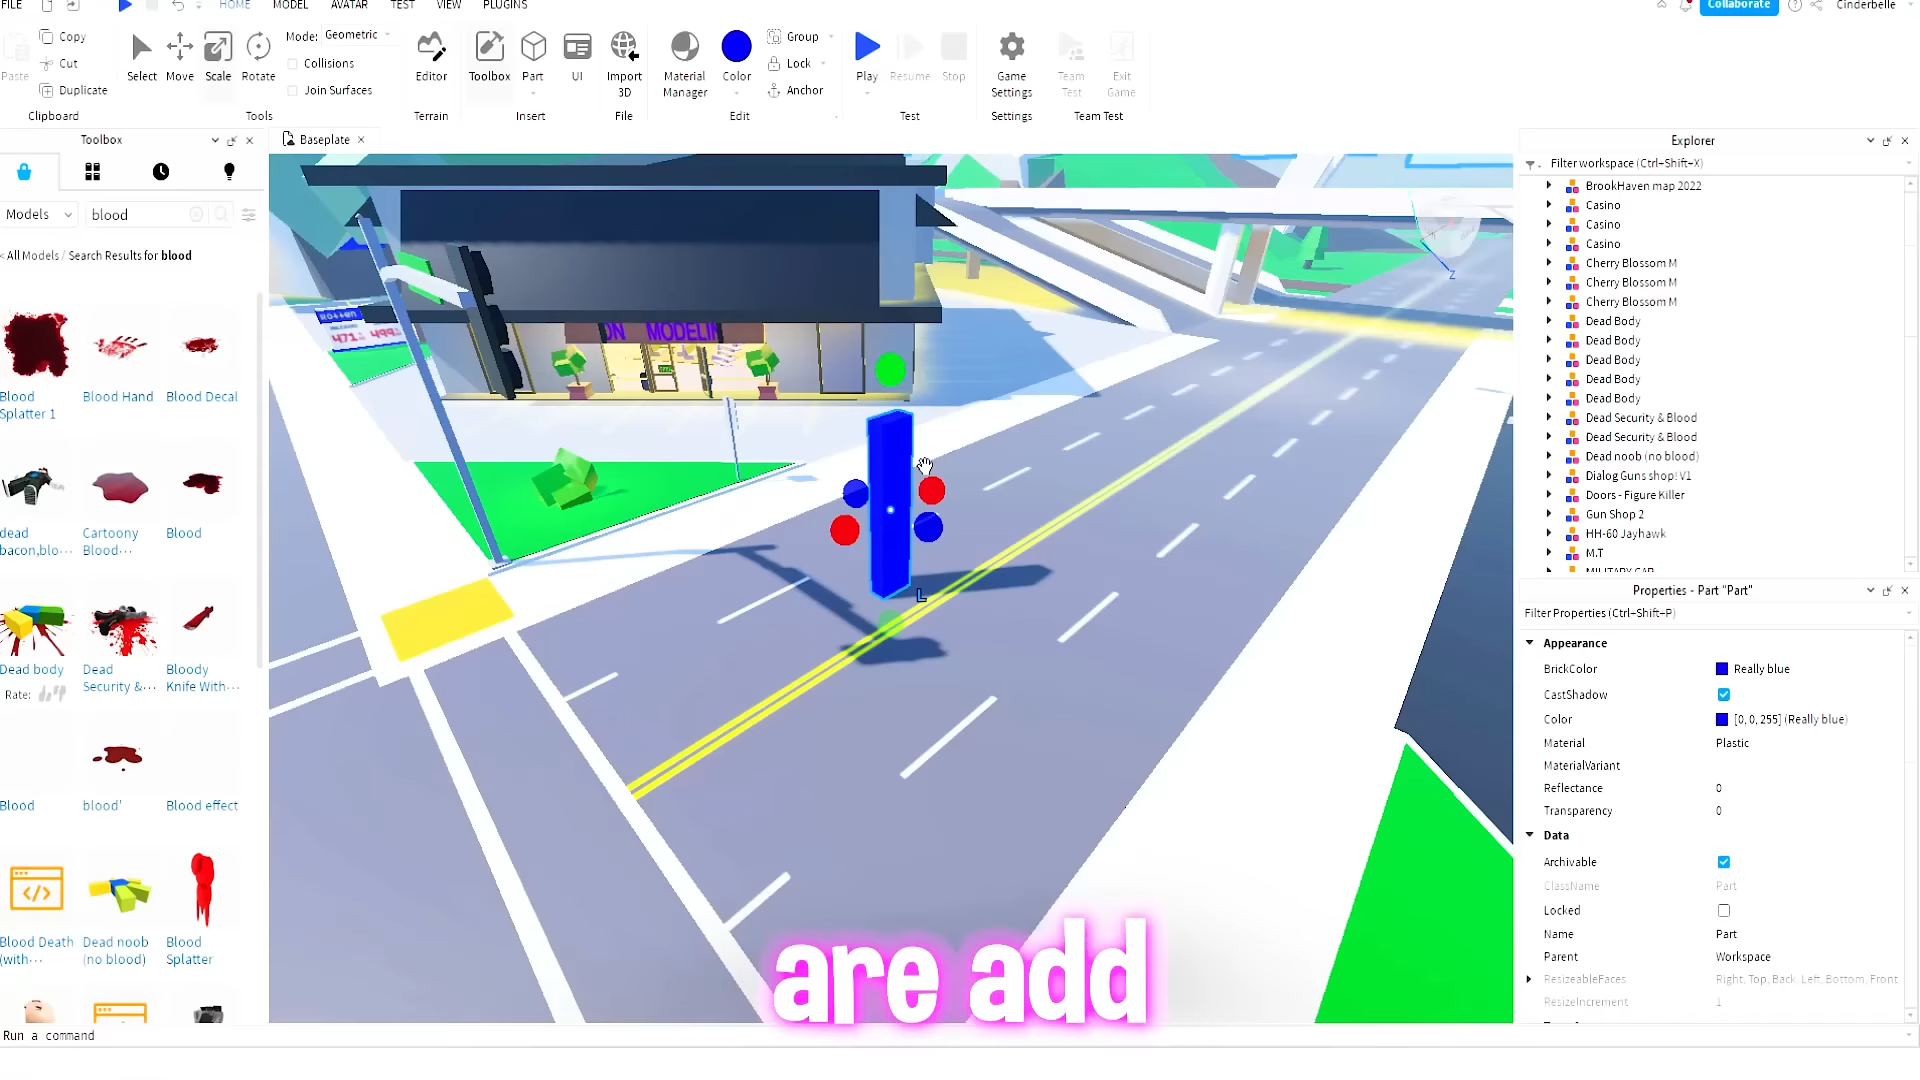 FILE
HOME
MODEL
AVATAR
TEST
VIEW
PLUGINS
Collaborate
Cinderbelle
Paste
Copy
Cut
Duplicate
Clipboard
Select
Move
Scale
Rotate
Mode: Geometric
Collisions
Join Surfaces
Tools
Editor
Terrain
Toolbox
Part
UI
Insert
Import
3D
File
Material
Manager
Color
Group
Lock
Anchor
Edit
Play
Resume
Stop
Test
Game
Settings
Settings
Team
Test
Exit
Game
Team Test
Toolbox
Models
blood
< All Models / Search Results for blood
Blood
Splatter 1
Blood Hand
Blood Decal
dead
bacon,blo...
Cartoony
Blood...
Blood
Dead body
Rate:
Dead
Security &...
Bloody
Knife With...
Blood
blood'
Blood effect
Blood Death
(with...
Dead noob
(no blood)
Blood
Splatter
Run a command
Baseplate
ON MODELIN
471
499
Z
L
are add
Explorer
Filter workspace (Ctrl+Shift+X)
BrookHaven map 2022
Casino
Casino
Casino
Cherry Blossom M
Cherry Blossom M
Cherry Blossom M
Dead Body
Dead Body
Dead Body
Dead Body
Dead Body
Dead Security & Blood
Dead Security & Blood
Dead noob (no blood)
Dialog Guns shop! V1
Doors - Figure Killer
Gun Shop 2
HH-60 Jayhawk
M.T
MILITARY CAR
Properties - Part "Part"
Filter Properties (Ctrl+Shift+P)
Appearance
BrickColor Really blue
CastShadow
Color [0, 0, 255] (Really blue)
Material Plastic
MaterialVariant
Reflectance 0
Transparency 0
Data
Archivable
ClassName Part
Locked
Name Part
Parent Workspace
ResizeableFaces Right, Top, Back, Left, Bottom, Front
ResizeIncrement 1